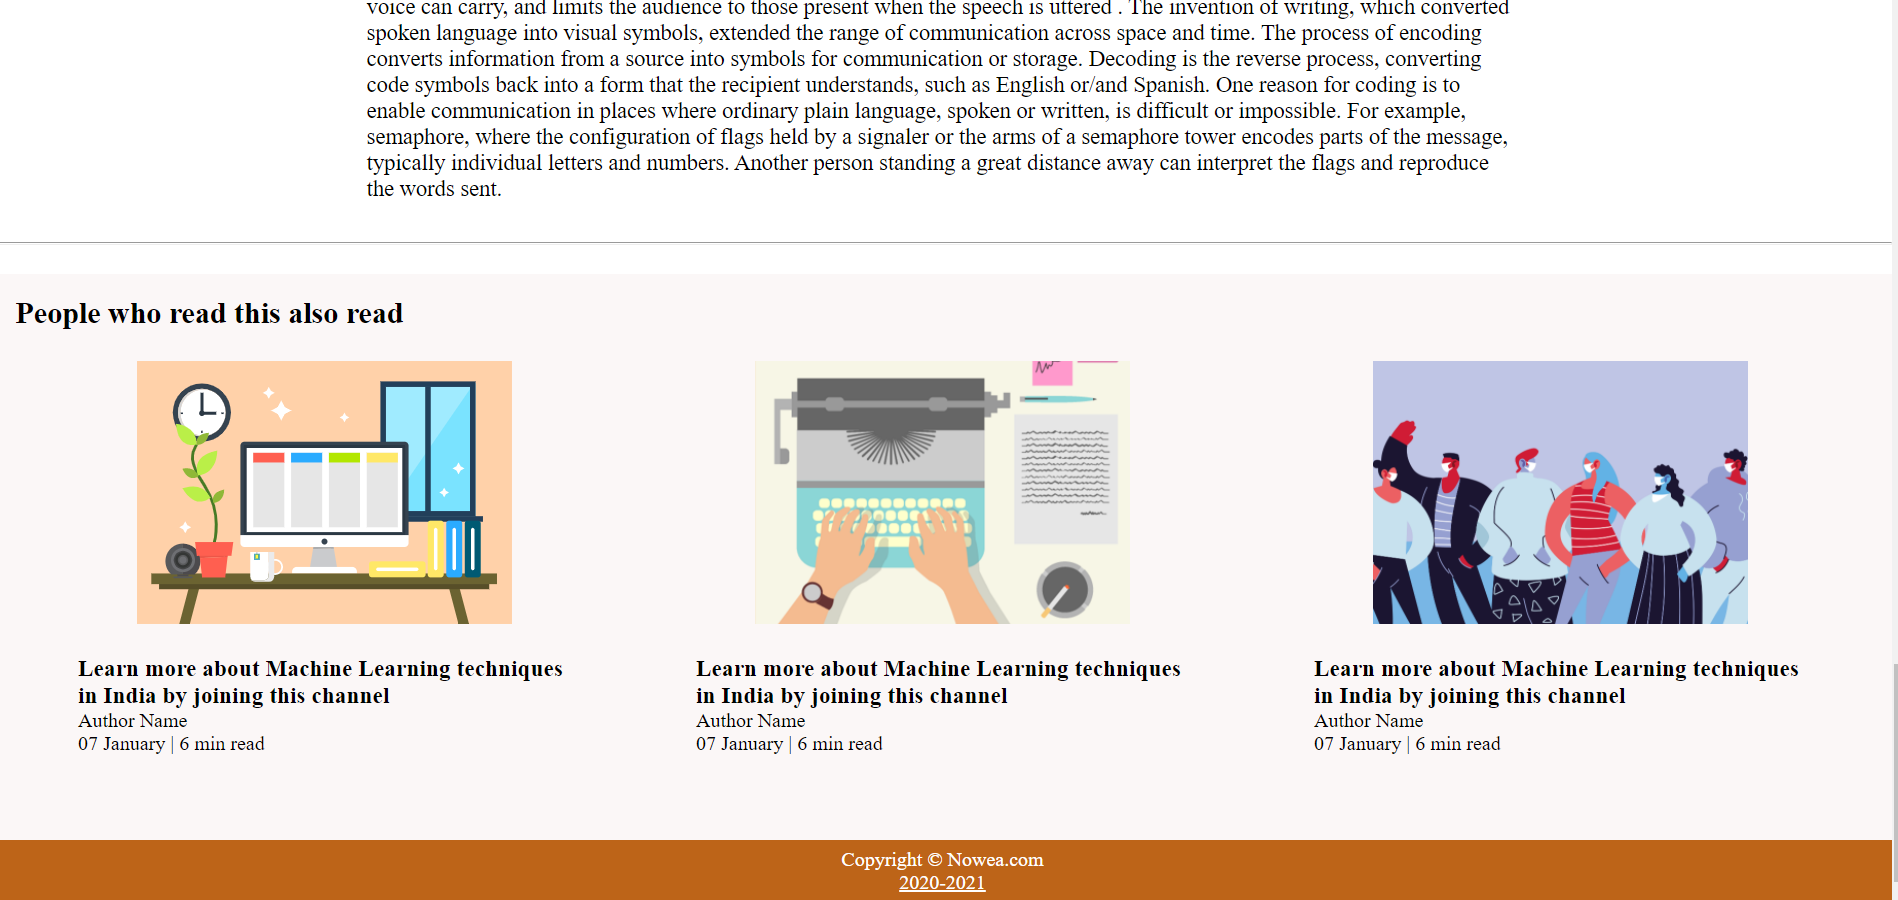 voice can carry, and limits the audience to those present when the speech is uttered . The invention of writing, which converted
spoken language into visual symbols, extended the range of communication across space and time. The process of encoding
converts information from a source into symbols for communication or storage. Decoding is the reverse process, converting
code symbols back into a form that the recipient understands, such as English or/and Spanish. One reason for coding is to
enable communication in places where ordinary plain language, spoken or written, is difficult or impossible. For example,
semaphore, where the configuration of flags held by a signaler or the arms of a semaphore tower encodes parts of the message,
typically individual letters and numbers. Another person standing a great distance away can interpret the flags and reproduce
the words sent.
People who read this also read
Learn more about Machine Learning techniques
in India by joining this channel
Author Name
07 January | 6 min read
Learn more about Machine Learning techniques
in India by joining this channel
Author Name
07 January | 6 min read
Learn more about Machine Learning techniques
in India by joining this channel
Author Name
07 January | 6 min read
Copyright © Nowea.com
2020-2021